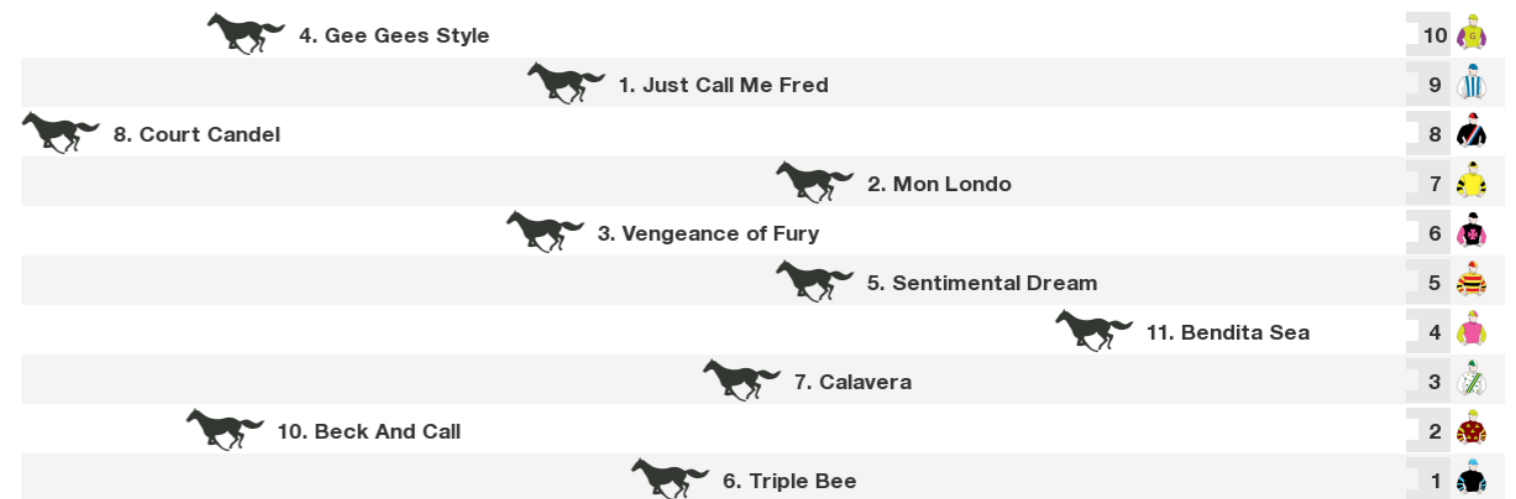 4. Gee Gees Style 10
1. Just Call Me Fred 9
8. Court Candel 8
2. Mon Londo 7
3. Vengeance of Fury 6
5. Sentimental Dream 5
11. Bendita Sea 4
7. Calavera 3
10. Beck And Call 2
6. Triple Bee 1